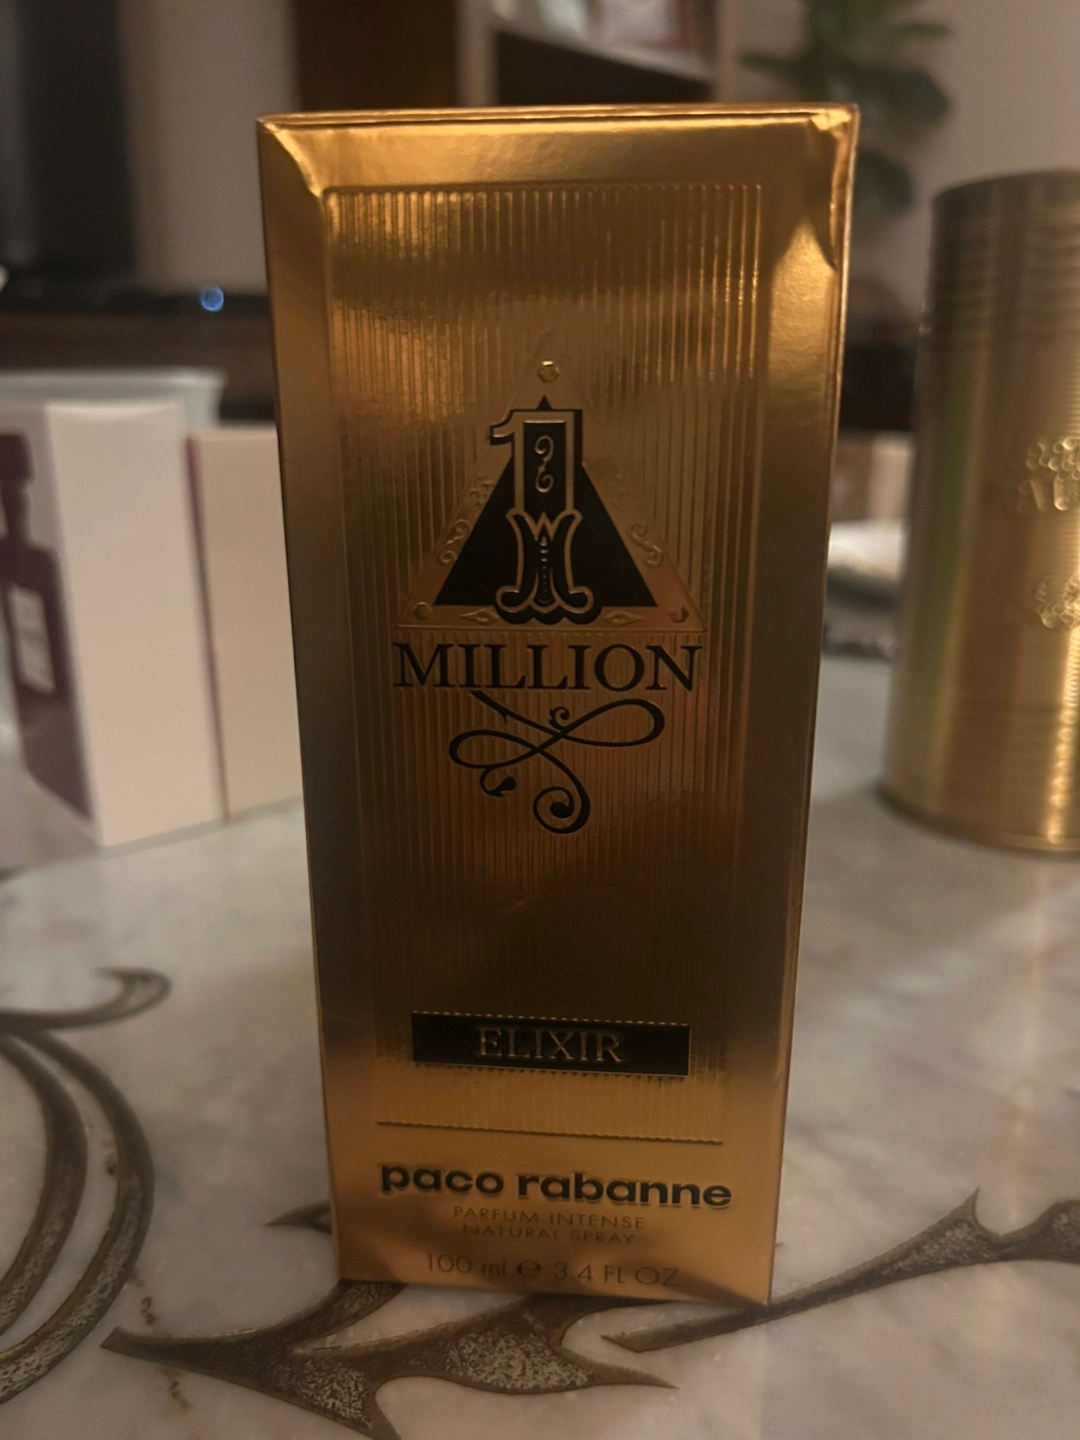 1
MILLION
ELIXIR
paco rabanne
PARFUM INTENSE
NATURAL SPRAY
100 ml ℮ 3.4 FL OZ